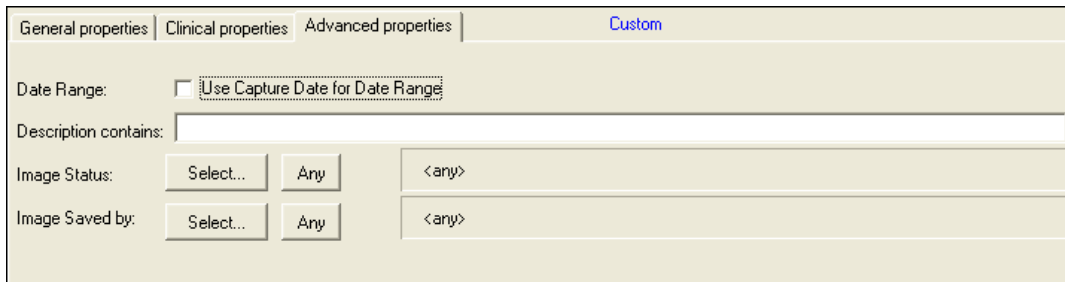 General properties Clinical properties Advanced properties Custom
Date Range: Use Capture Date for Date Range
Description contains:
Image Status: Select... Any <any>
Image Saved by: Select... Any <any>